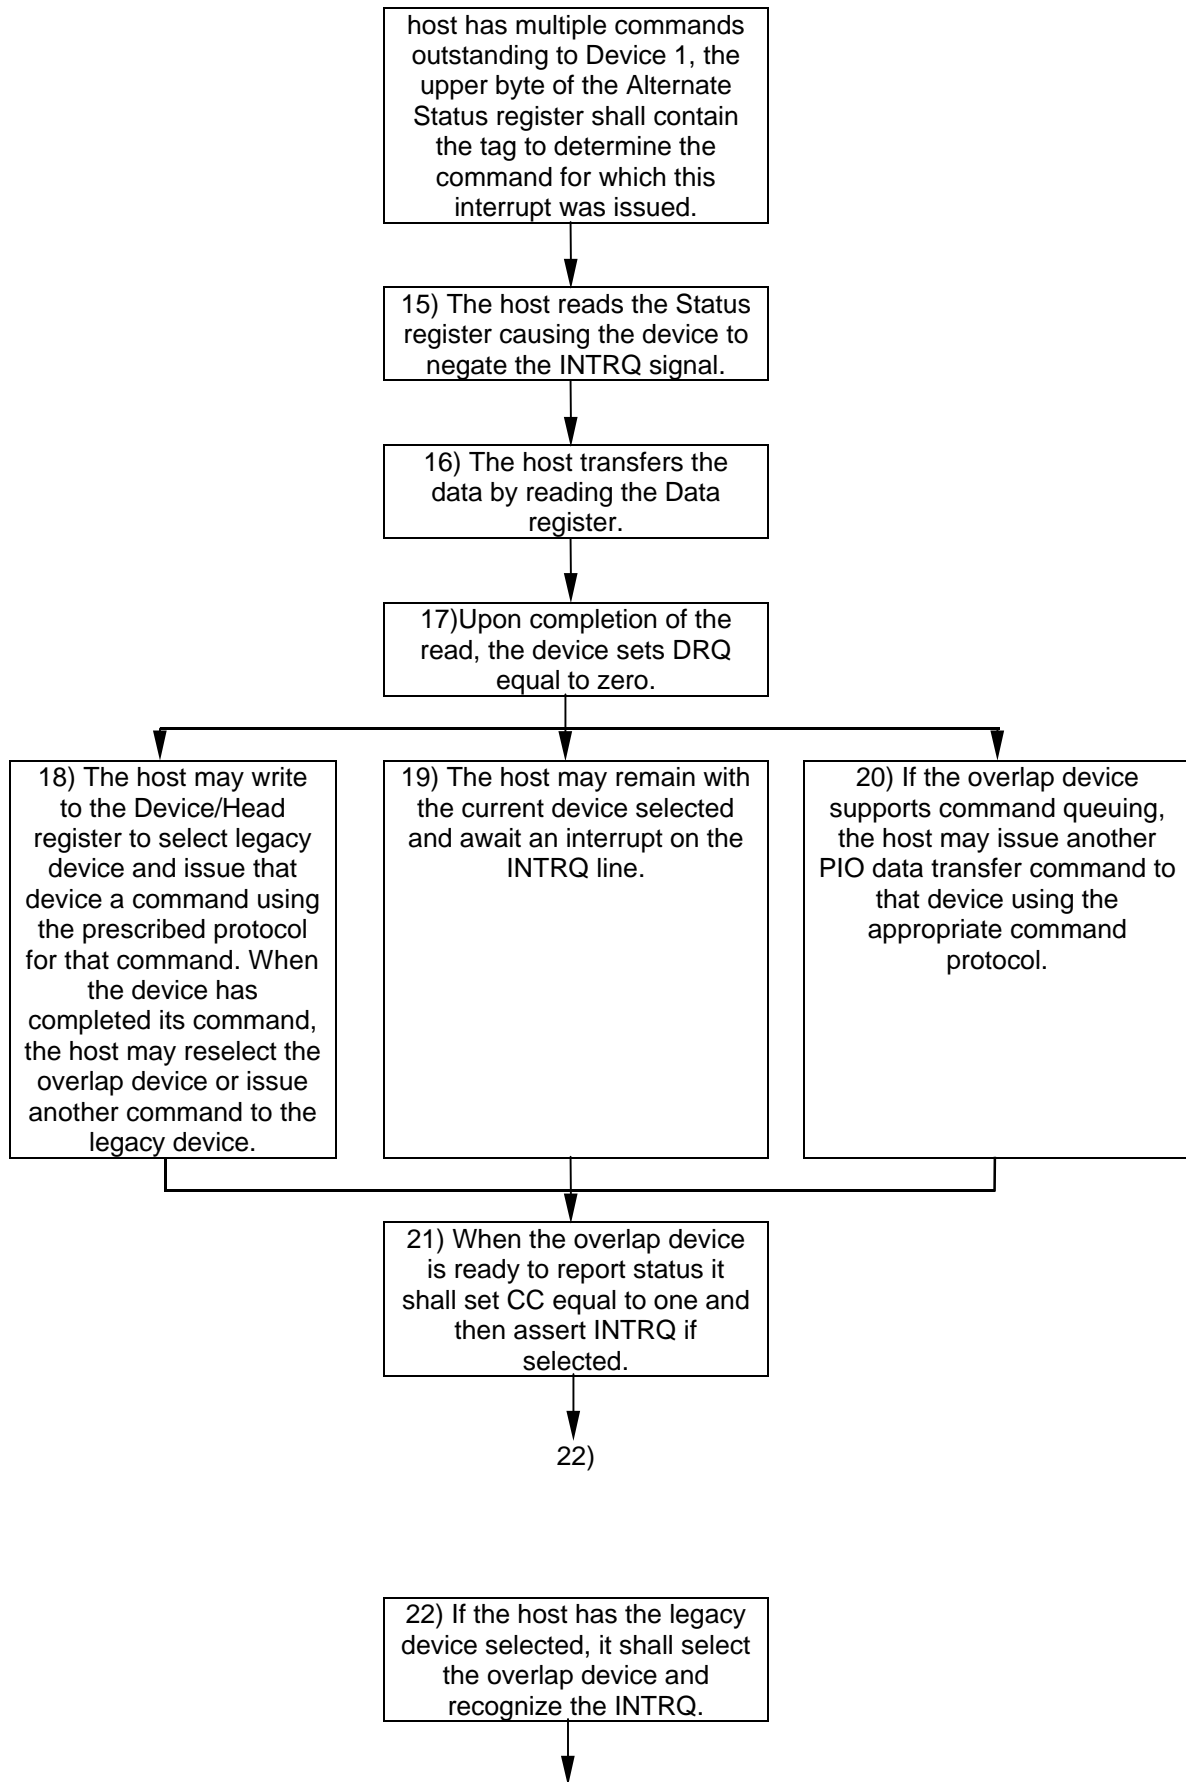 host has multiple commands
outstanding to Device 1, the
upper byte of the Alternate
Status register shall contain
the tag to determine the
command for which this
interrupt was issued.
15) The host reads the Status
register causing the device to
negate the INTRQ signal.
16) The host transfers the
data by reading the Data
register.
17)Upon completion of the
read, the device sets DRQ
equal to zero.
18) The host may write
to the Device/Head
register to select legacy
device and issue that
device a command using
the prescribed protocol
for that command. When
the device has
completed its command,
the host may reselect the
overlap device or issue
another command to the
legacy device.
19) The host may remain with
the current device selected
and await an interrupt on the
INTRQ line.
20) If the overlap device
supports command queuing,
the host may issue another
PIO data transfer command to
that device using the
appropriate command
protocol.
21) When the overlap device
is ready to report status it
shall set CC equal to one and
then assert INTRQ if
selected.
22)
22) If the host has the legacy
device selected, it shall select
the overlap device and
recognize the INTRQ.